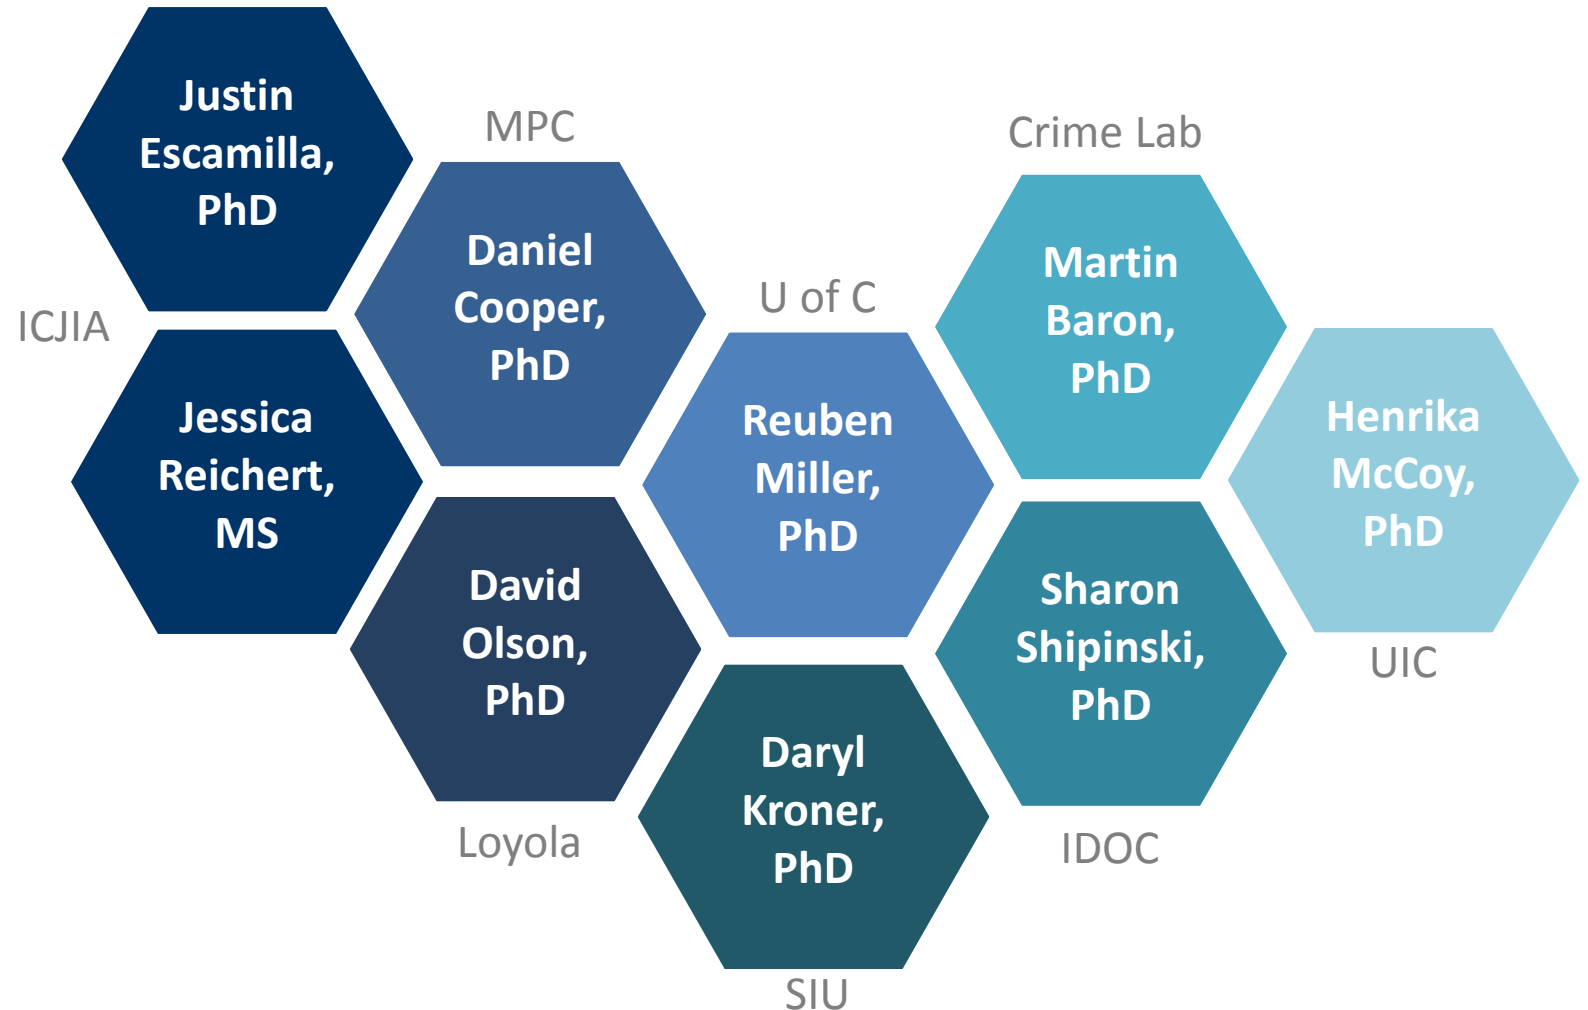 Justin
Escamilla,
PhD
ICJIA
Jessica
Reichert,
MS
MPC
Daniel
Cooper,
PhD
David
Olson,
PhD
Loyola
U of C
Reuben
Miller,
PhD
Daryl
Kroner,
PhD
SIU
Crime Lab
Martin
Baron,
PhD
Sharon
Shipinski,
PhD
IDOC
Henrika
McCoy,
PhD
UIC